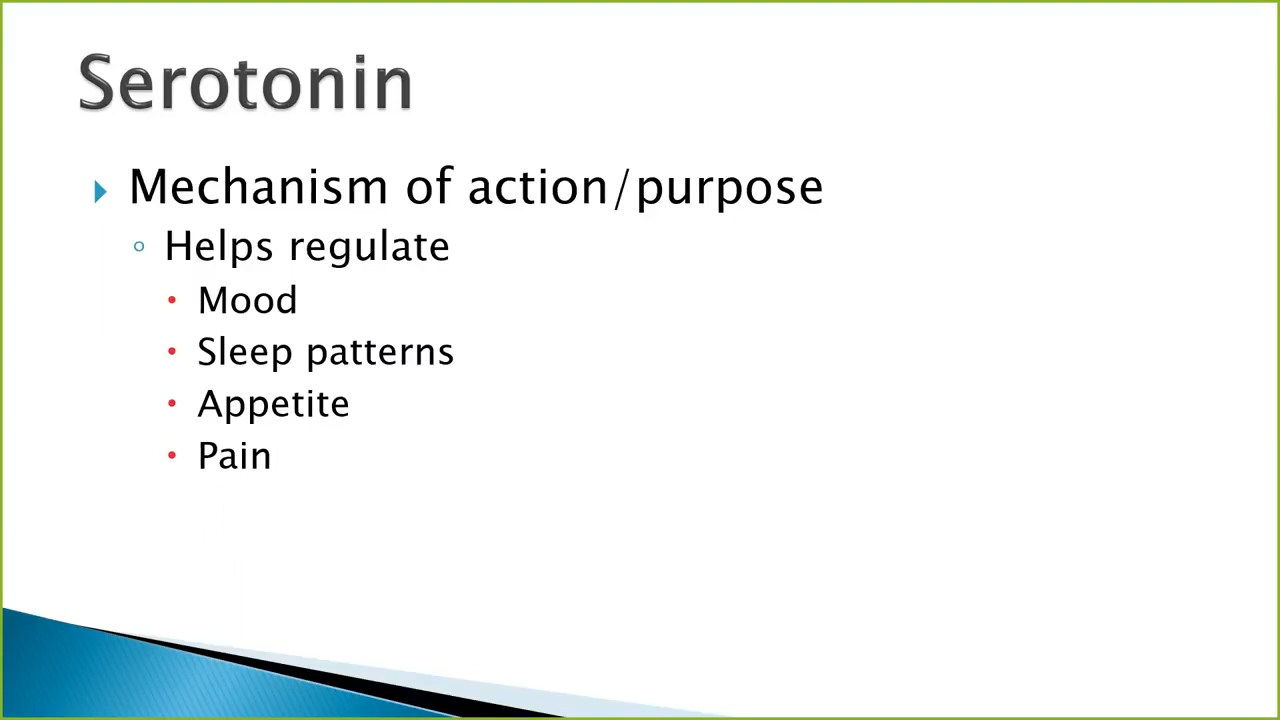 Serotonin
Mechanism of action/purpose
Helps regulate
Mood
Sleep patterns
Appetite
Pain